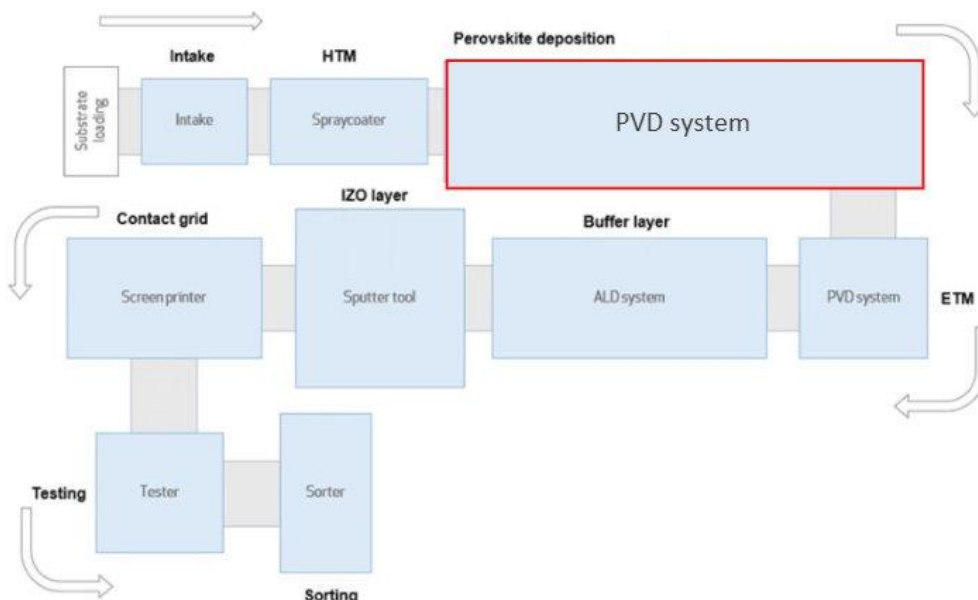 Perovskite deposition
Intake
HTM
Substrate
loading
Intake
Spraycoater
PVD system
IZO layer
Contact grid
Buffer layer
Screen printer
Sputter tool
ALD system
PVD system
ETM
Testing
Tester
Sorter
Sorting